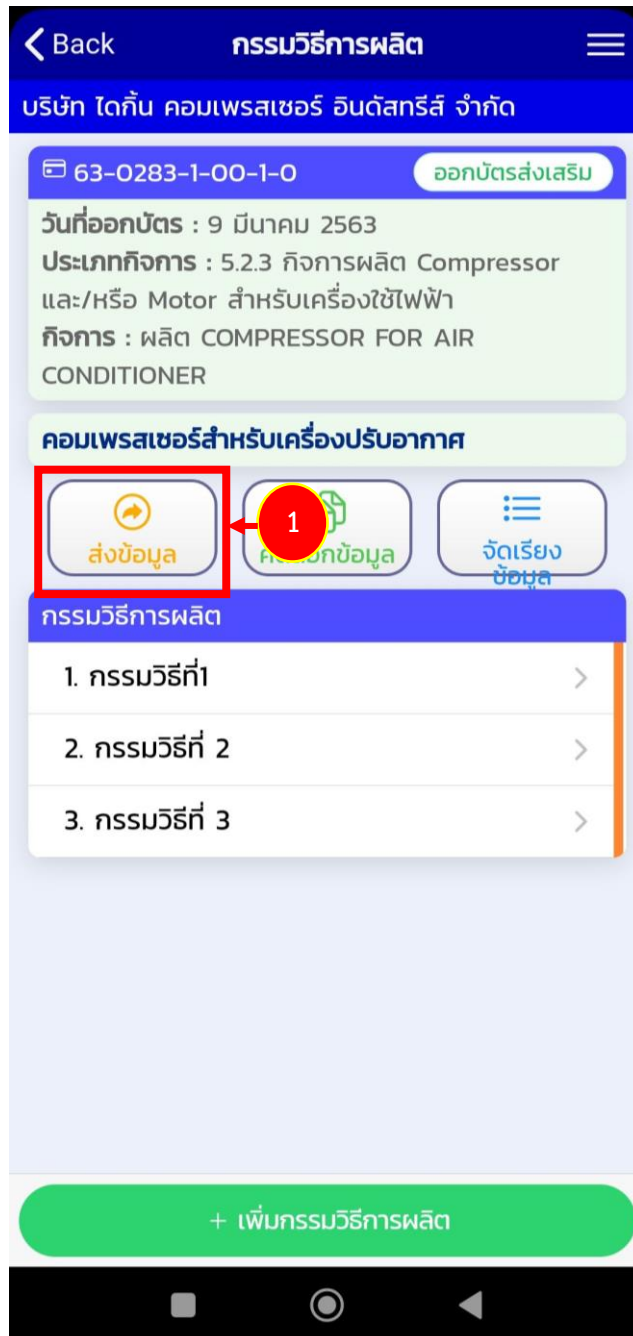 Back กรรมวิธีการผลิต
บริษัท ไดกิ้น คอมเพรสเซอร์ อินดัสทรีส์ จำกัด
63-0283-1-00-1-0 ออกบัตรส่งเสริม
วันที่ออกบัตร : 9 มีนาคม 2563
ประเภทกิจการ : 5.2.3 กิจการผลิต Compressor
และ/หรือ Motor สำหรับเครื่องใช้ไฟฟ้า
กิจการ : ผลิต COMPRESSOR FOR AIR
CONDITIONER
คอมเพรสเซอร์สำหรับเครื่องปรับอากาศ
1
ส่งข้อมูล
จัดเรียง
ข้อมูล
กรรมวิธีการผลิต
1. กรรมวิธีที่1
2. กรรมวิธีที่ 2
3. กรรมวิธีที่ 3
+ เพิ่มกรรมวิธีการผลิต